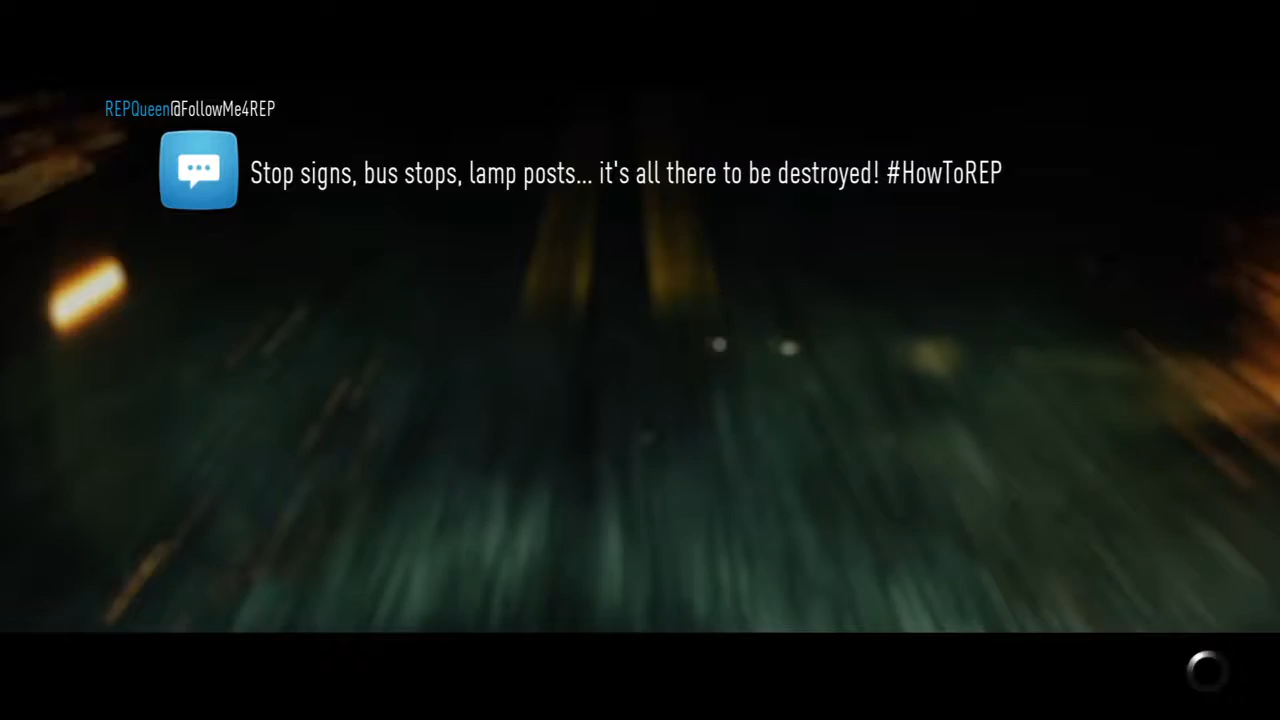 REPQueen@FollowMe4REP
Stop signs, bus stops, lamp posts... it's all there to be destroyed! #HowToREP